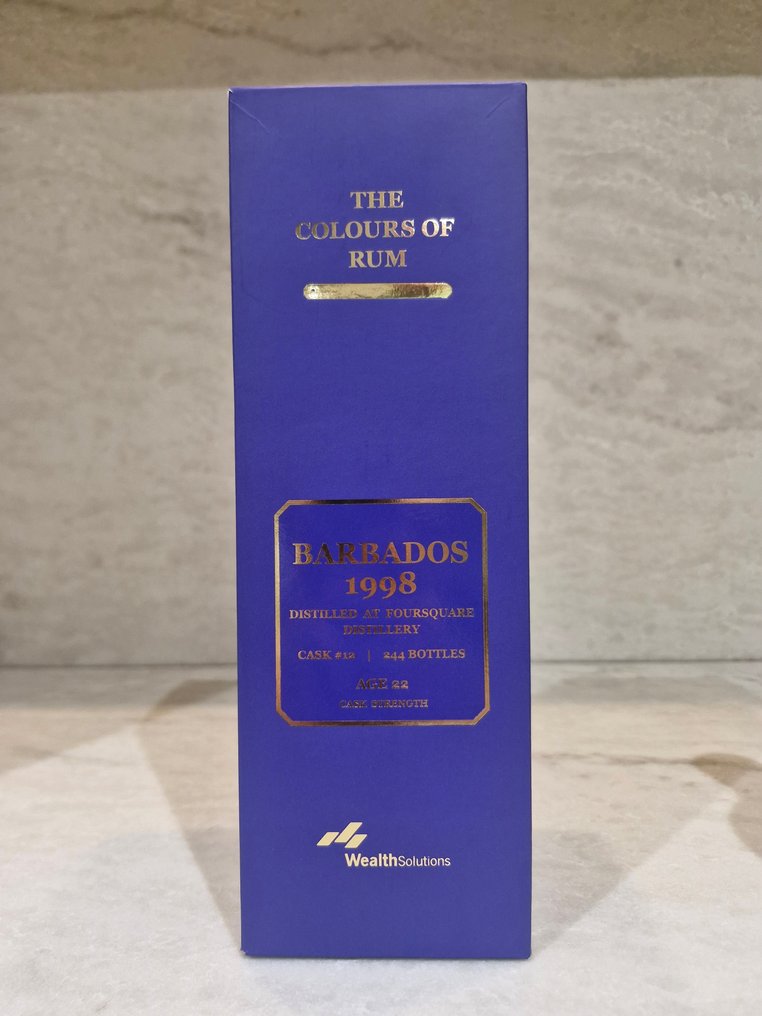 THE
COLOURS OF
RUM
BARBADOS
1998
DISTILLED AT FOURSQUARE
DISTILLERY
CASK #12 | 244 BOTTLES
AGE 22
CASK STRENGTH
WealthSolutions